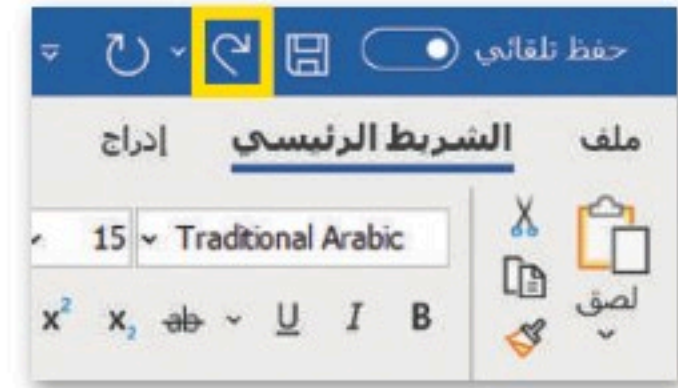 حفظ تلقائي
ملف الشريط الرئيسي إدراج
Traditional Arabic 15
لصق
B I U ab x₂ x²